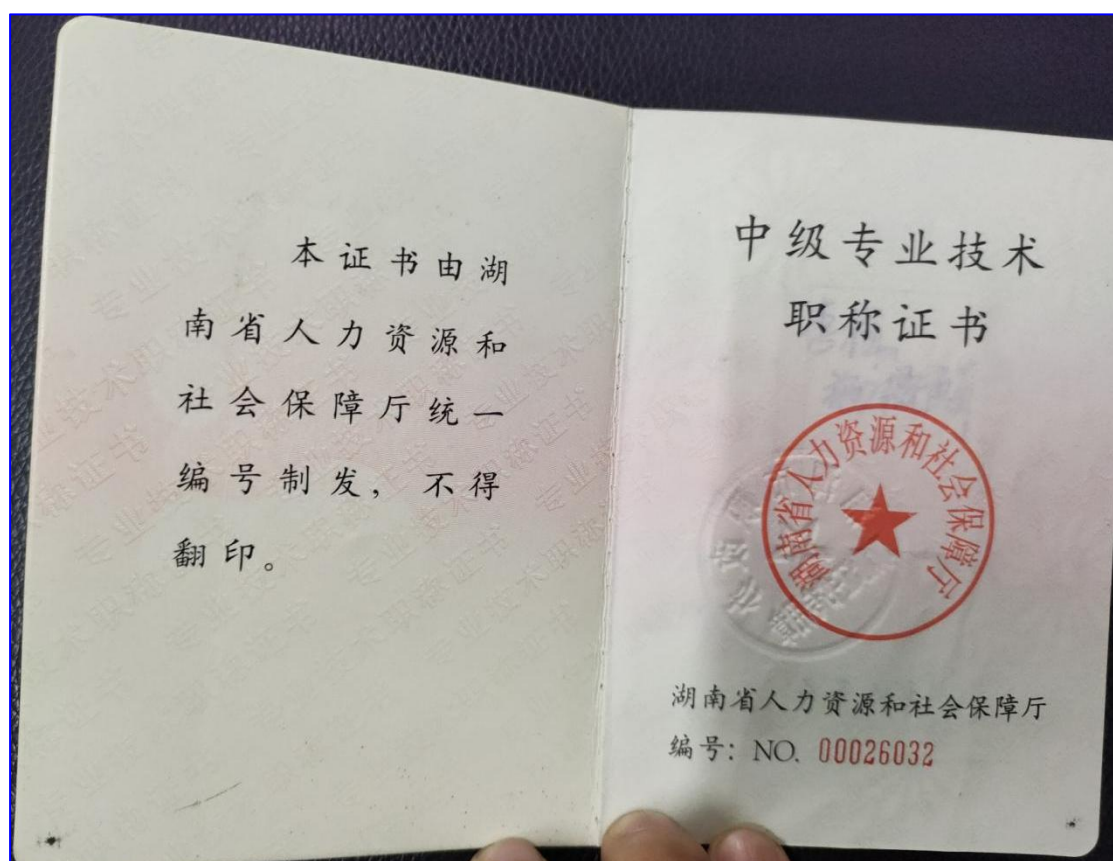 本证书由湖
南省人力资源和
社会保障厅统一
编号制发，不得
翻印。
中级专业技术
职称证书
湖南省人力资源和社会保障厅
湖南省人力资源和社会保障厅
编号：NO. 00026032